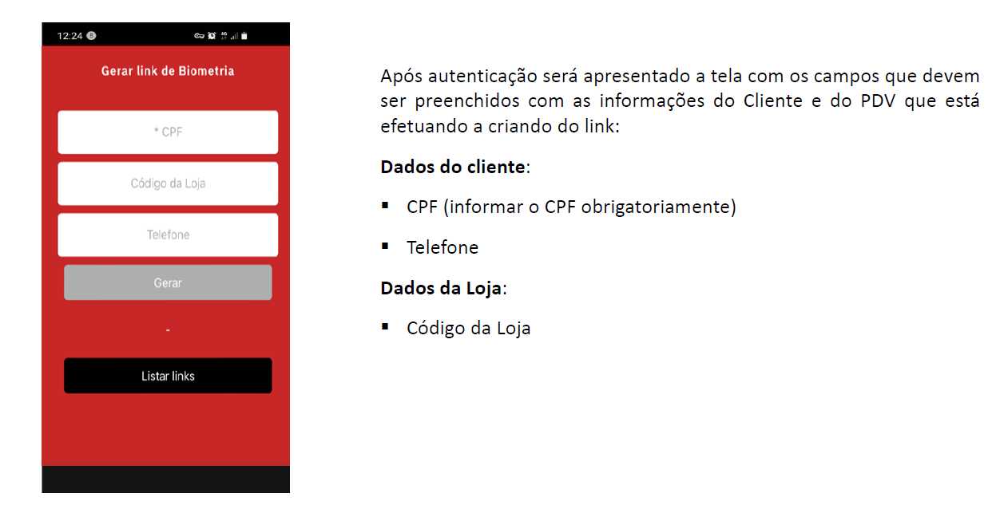 12:24 5
4G
Gerar link de Biometria
* CPF
Código da Loja
Telefone
Gerar
-
Listar links
Após autenticação será apresentado a tela com os campos que devem
ser preenchidos com as informações do Cliente e do PDV que está
efetuando a criando do link:
Dados do cliente:
▪ CPF (informar o CPF obrigatoriamente)
▪ Telefone
Dados da Loja:
▪ Código da Loja